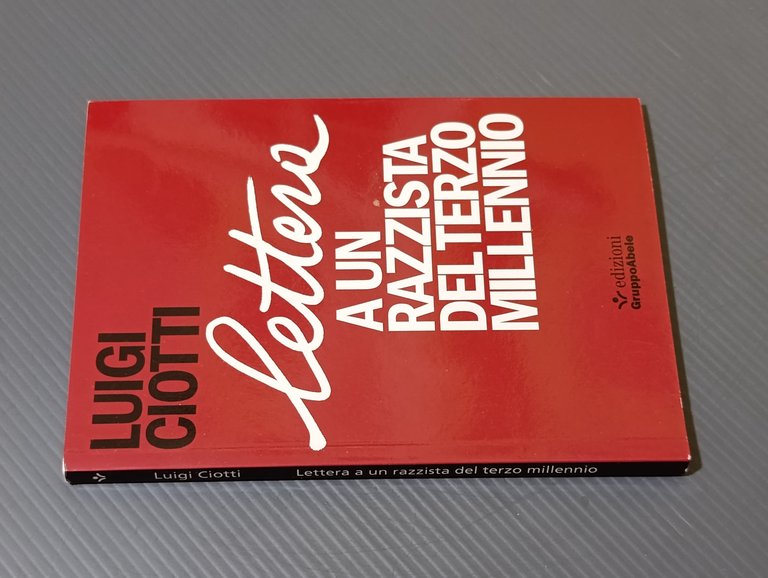 LUIGI
CIOTTI
Lettera
A UN
RAZZISTA
DEL TERZO
MILLENNIO
edizioni
GruppoAbele
Luigi Ciotti Lettera a un razzista del terzo millennio